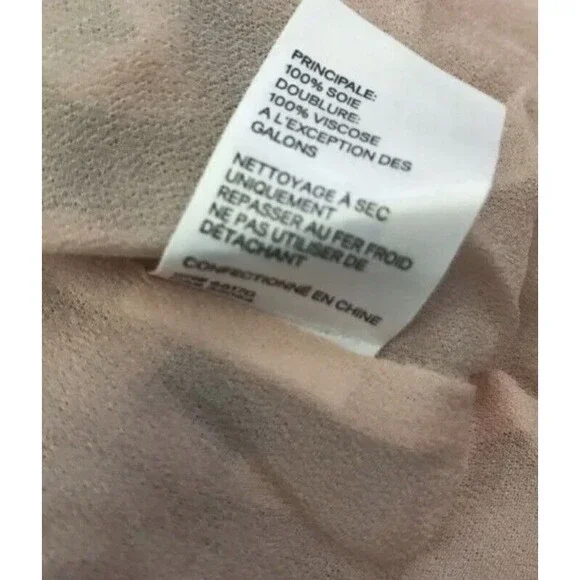 PRINCIPALE:
100% SOIE
DOUBLURE:
100% VISCOSE
A L'EXCEPTION DES
GALONS
NETTOYAGE À SEC
UNIQUEMENT
REPASSER AU FER FROID
NE PAS UTILISER DE
DÉTACHANT
CONFECTIONNÉ EN CHINE